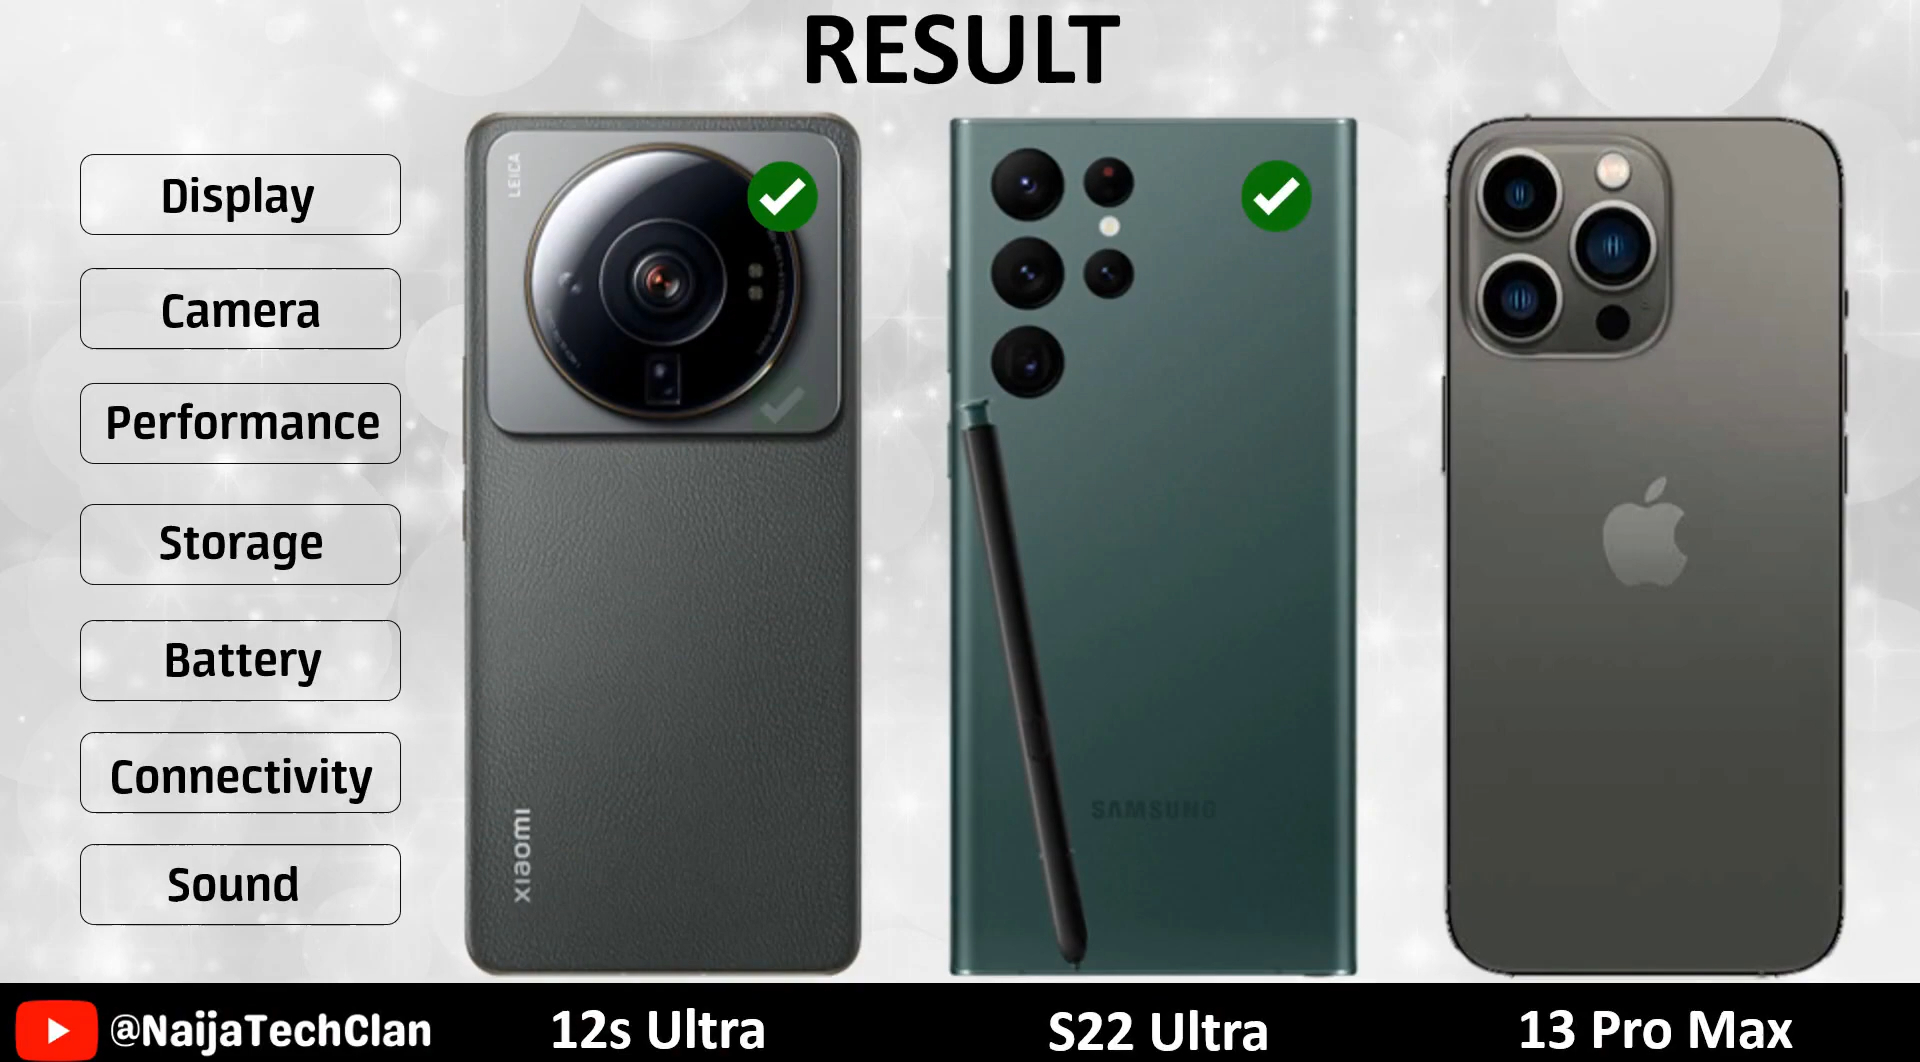 RESULT
Display
Camera
Performance
Storage
Battery
Connectivity
Sound
LEICA
xiaomi
SAMSUNG
@NaijaTechClan
12s Ultra
S22 Ultra
13 Pro Max